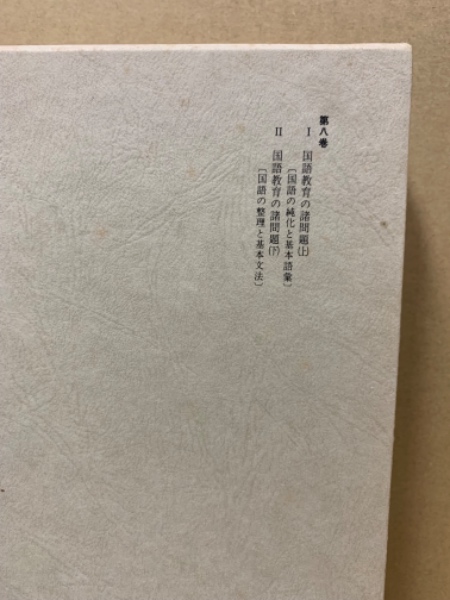 第八巻
Ⅰ 国語教育の諸問題(上)
〔国語の純化と基本語彙〕
Ⅱ 国語教育の諸問題(下)
〔国語の整理と基本文法〕